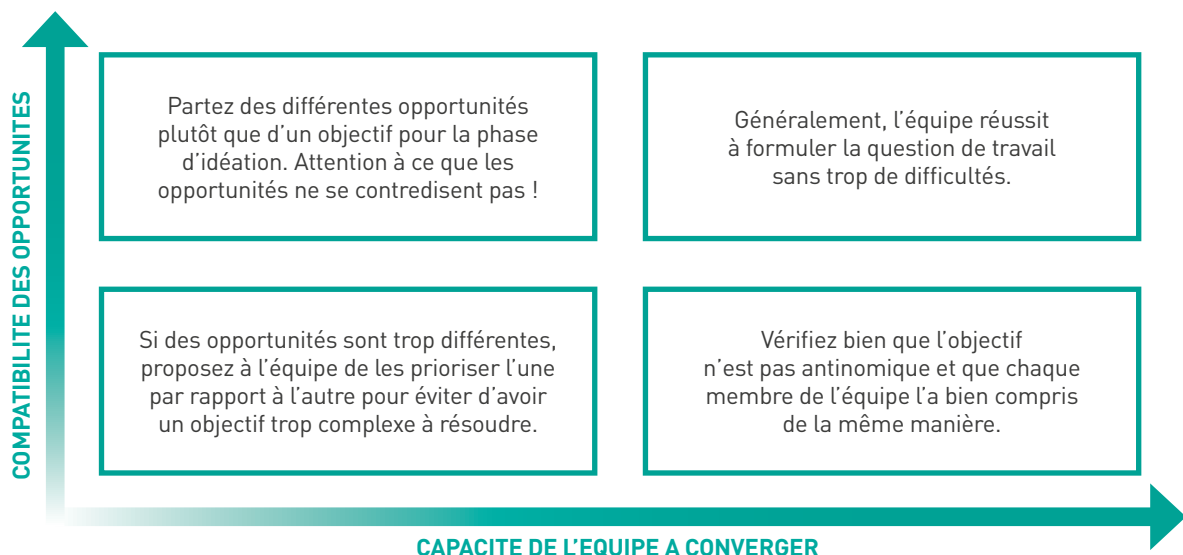 COMPATIBILITE DES OPPORTUNITES
Partez des différentes opportunités
plutôt que d'un objectif pour la phase
d'idéation. Attention à ce que les
opportunités ne se contredisent pas !
Généralement, l'équipe réussit
à formuler la question de travail
sans trop de difficultés.
Si des opportunités sont trop différentes,
proposez à l'équipe de les prioriser l'une
par rapport à l'autre pour éviter d'avoir
un objectif trop complexe à résoudre.
Vérifiez bien que l'objectif
n'est pas antinomique et que chaque
membre de l'équipe l'a bien compris
de la même manière.
CAPACITE DE L'EQUIPE A CONVERGER